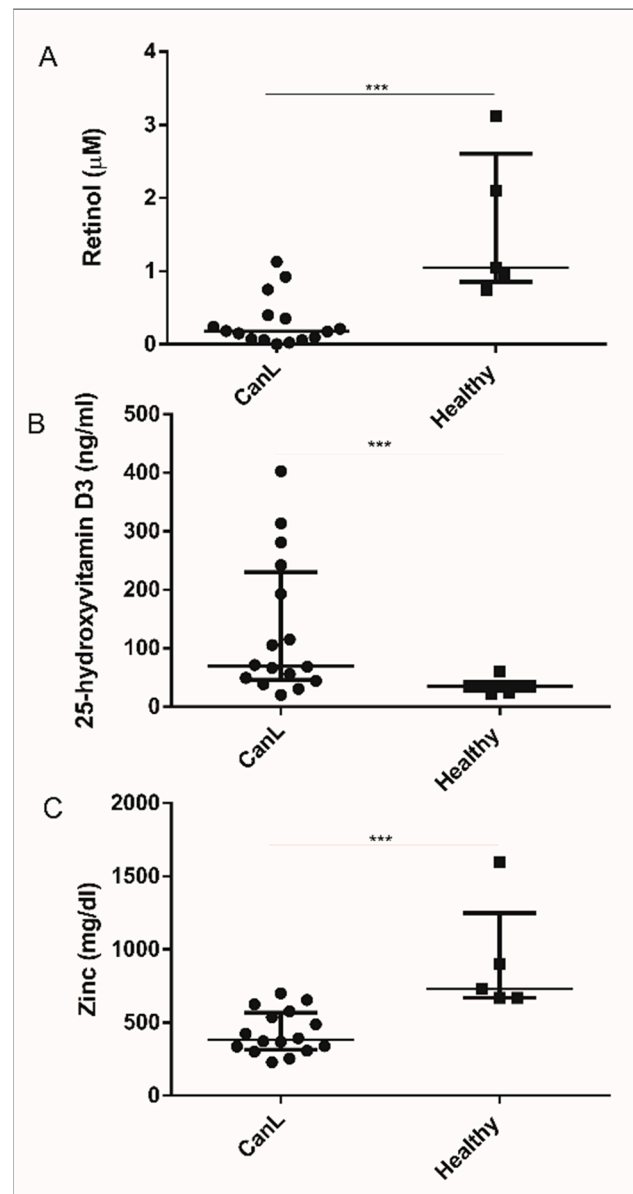 A
Retinol (μM)
4
3
2
1
0
***
CanL
Healthy
B
25-hydroxyvitamin D3 (ng/ml)
500
400
300
200
100
0
***
CanL
Healthy
C
Zinc (mg/dl)
2000
1500
1000
500
0
***
CanL
Healthy